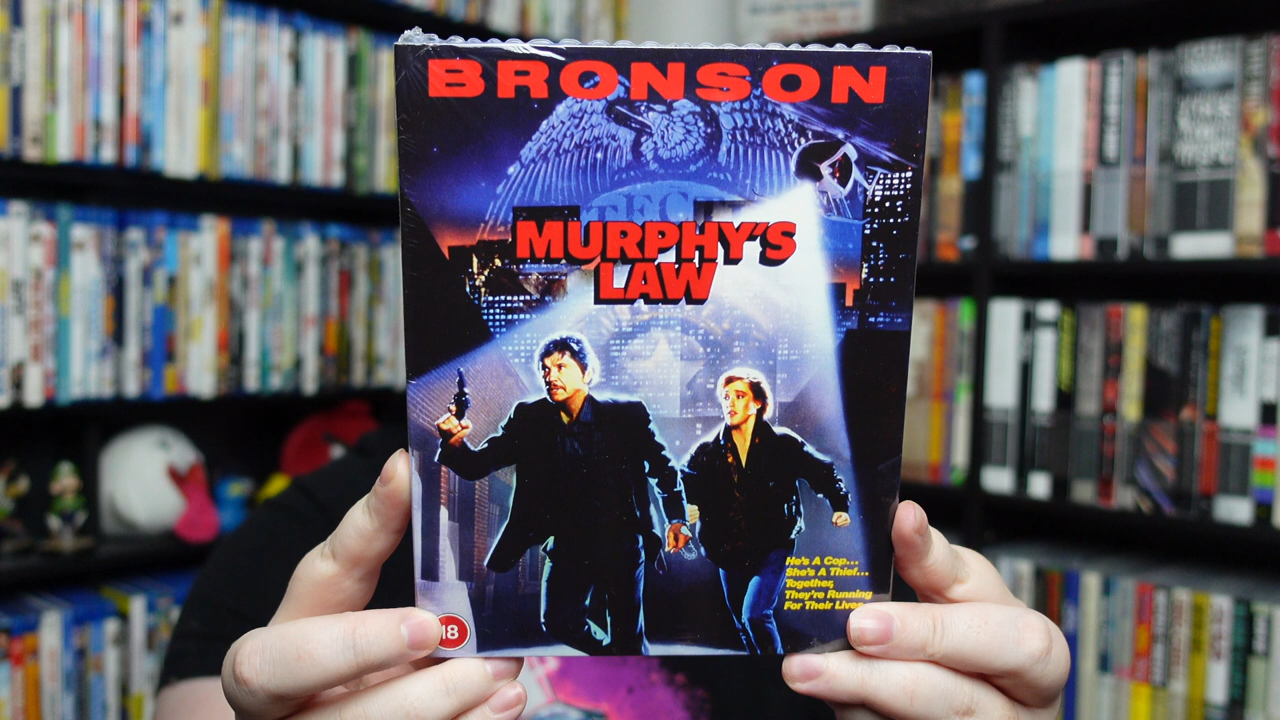 BRONSON
MURPHY'S
LAW
He's A Cop...
She's A Thief...
Together,
They're Running
For Their Lives
18